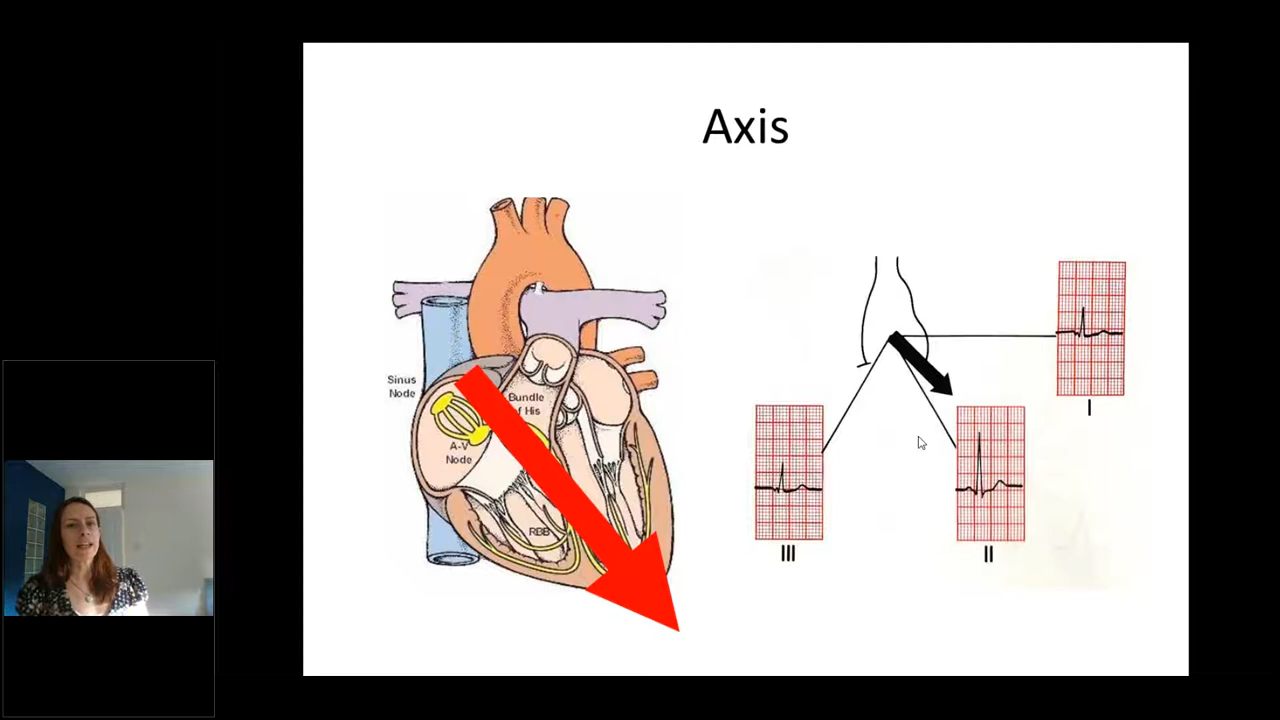 Axis
Sinus
Node
Bundle
of His
A-V
Node
RBB
I
III
II